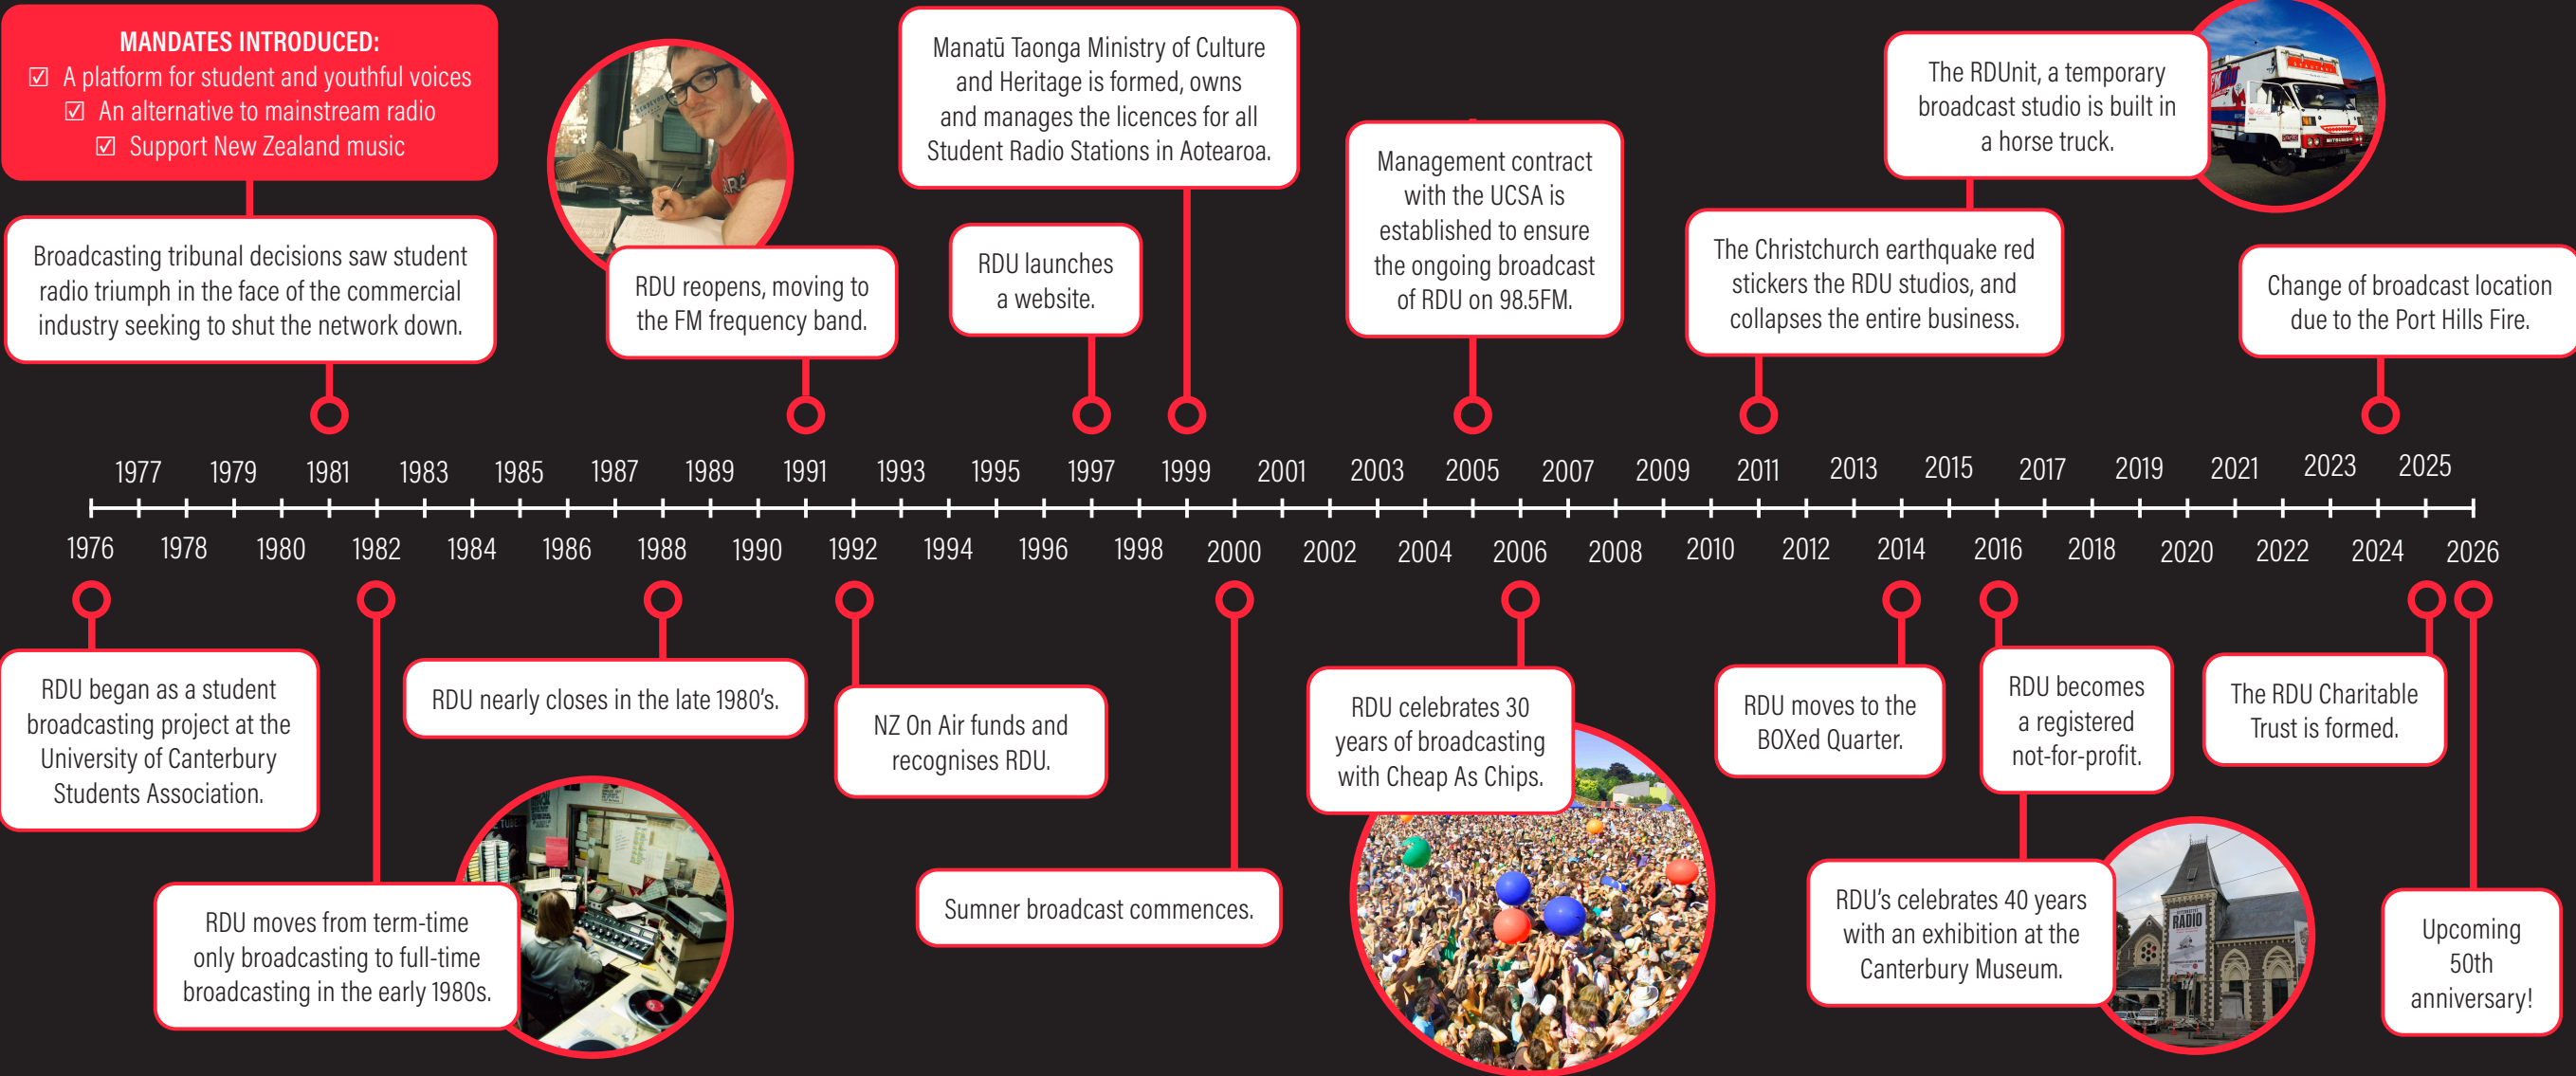 MANDATES INTRODUCED:
☑ A platform for student and youthful voices
☑ An alternative to mainstream radio
☑ Support New Zealand music
Broadcasting tribunal decisions saw student
radio triumph in the face of the commercial
industry seeking to shut the network down.
RDU reopens, moving to
the FM frequency band.
Manatū Taonga Ministry of Culture
and Heritage is formed, owns
and manages the licences for all
Student Radio Stations in Aotearoa.
RDU launches
a website.
Management contract
with the UCSA is
established to ensure
the ongoing broadcast
of RDU on 98.5FM.
The RDUnit, a temporary
broadcast studio is built in
a horse truck.
The Christchurch earthquake red
stickers the RDU studios, and
collapses the entire business.
Change of broadcast location
due to the Port Hills Fire.
1977 1979 1981 1983 1985 1987 1989 1991 1993 1995 1997 1999 2001 2003 2005 2007 2009 2011 2013 2015 2017 2019 2021 2023 2025
1976 1978 1980 1982 1984 1986 1988 1990 1992 1994 1996 1998 2000 2002 2004 2006 2008 2010 2012 2014 2016 2018 2020 2022 2024 2026
RDU began as a student
broadcasting project at the
University of Canterbury
Students Association.
RDU moves from term-time
only broadcasting to full-time
broadcasting in the early 1980s.
RDU nearly closes in the late 1980's.
NZ On Air funds and
recognises RDU.
Sumner broadcast commences.
RDU celebrates 30
years of broadcasting
with Cheap As Chips.
RDU moves to the
BOXed Quarter.
RDU becomes
a registered
not-for-profit.
RDU's celebrates 40 years
with an exhibition at the
Canterbury Museum.
RADIO
The RDU Charitable
Trust is formed.
Upcoming
50th
anniversary!